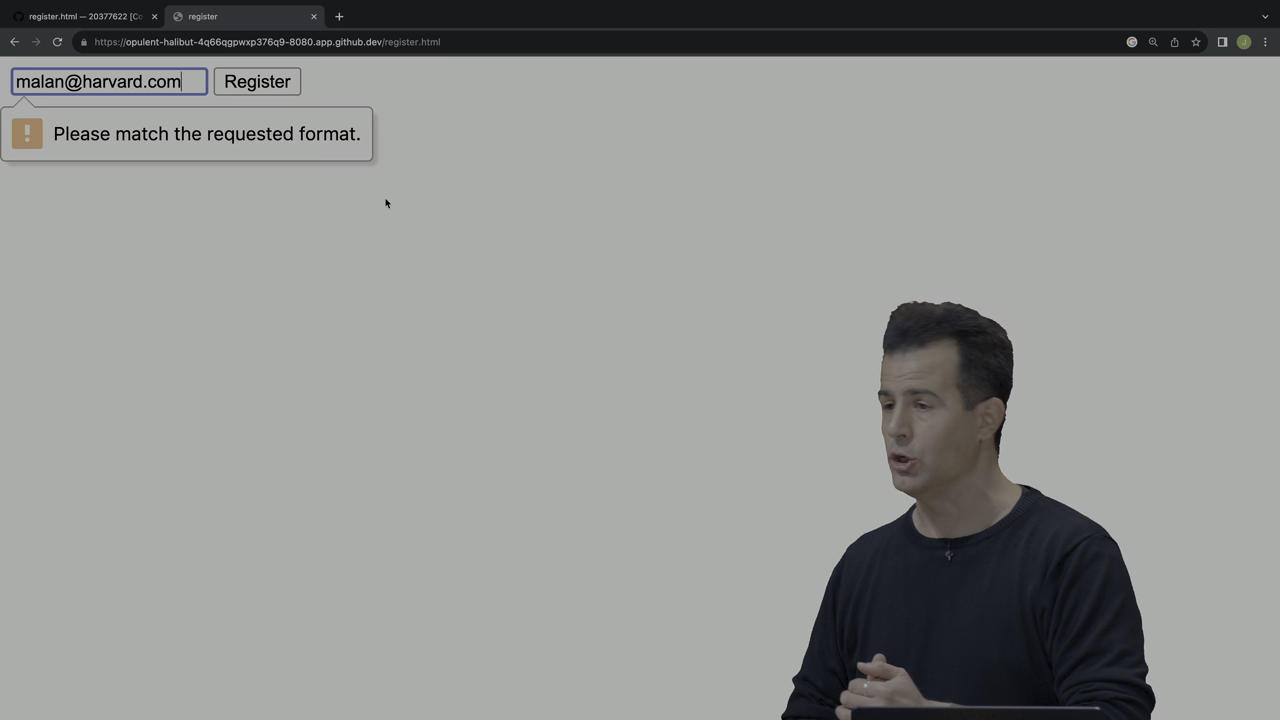 register.html — 20377622 [Co
register
https://opulent-halibut-4q66qgpwxp376q9-8080.app.github.dev/register.html
J
malan@harvard.com
Register
Please match the requested format.